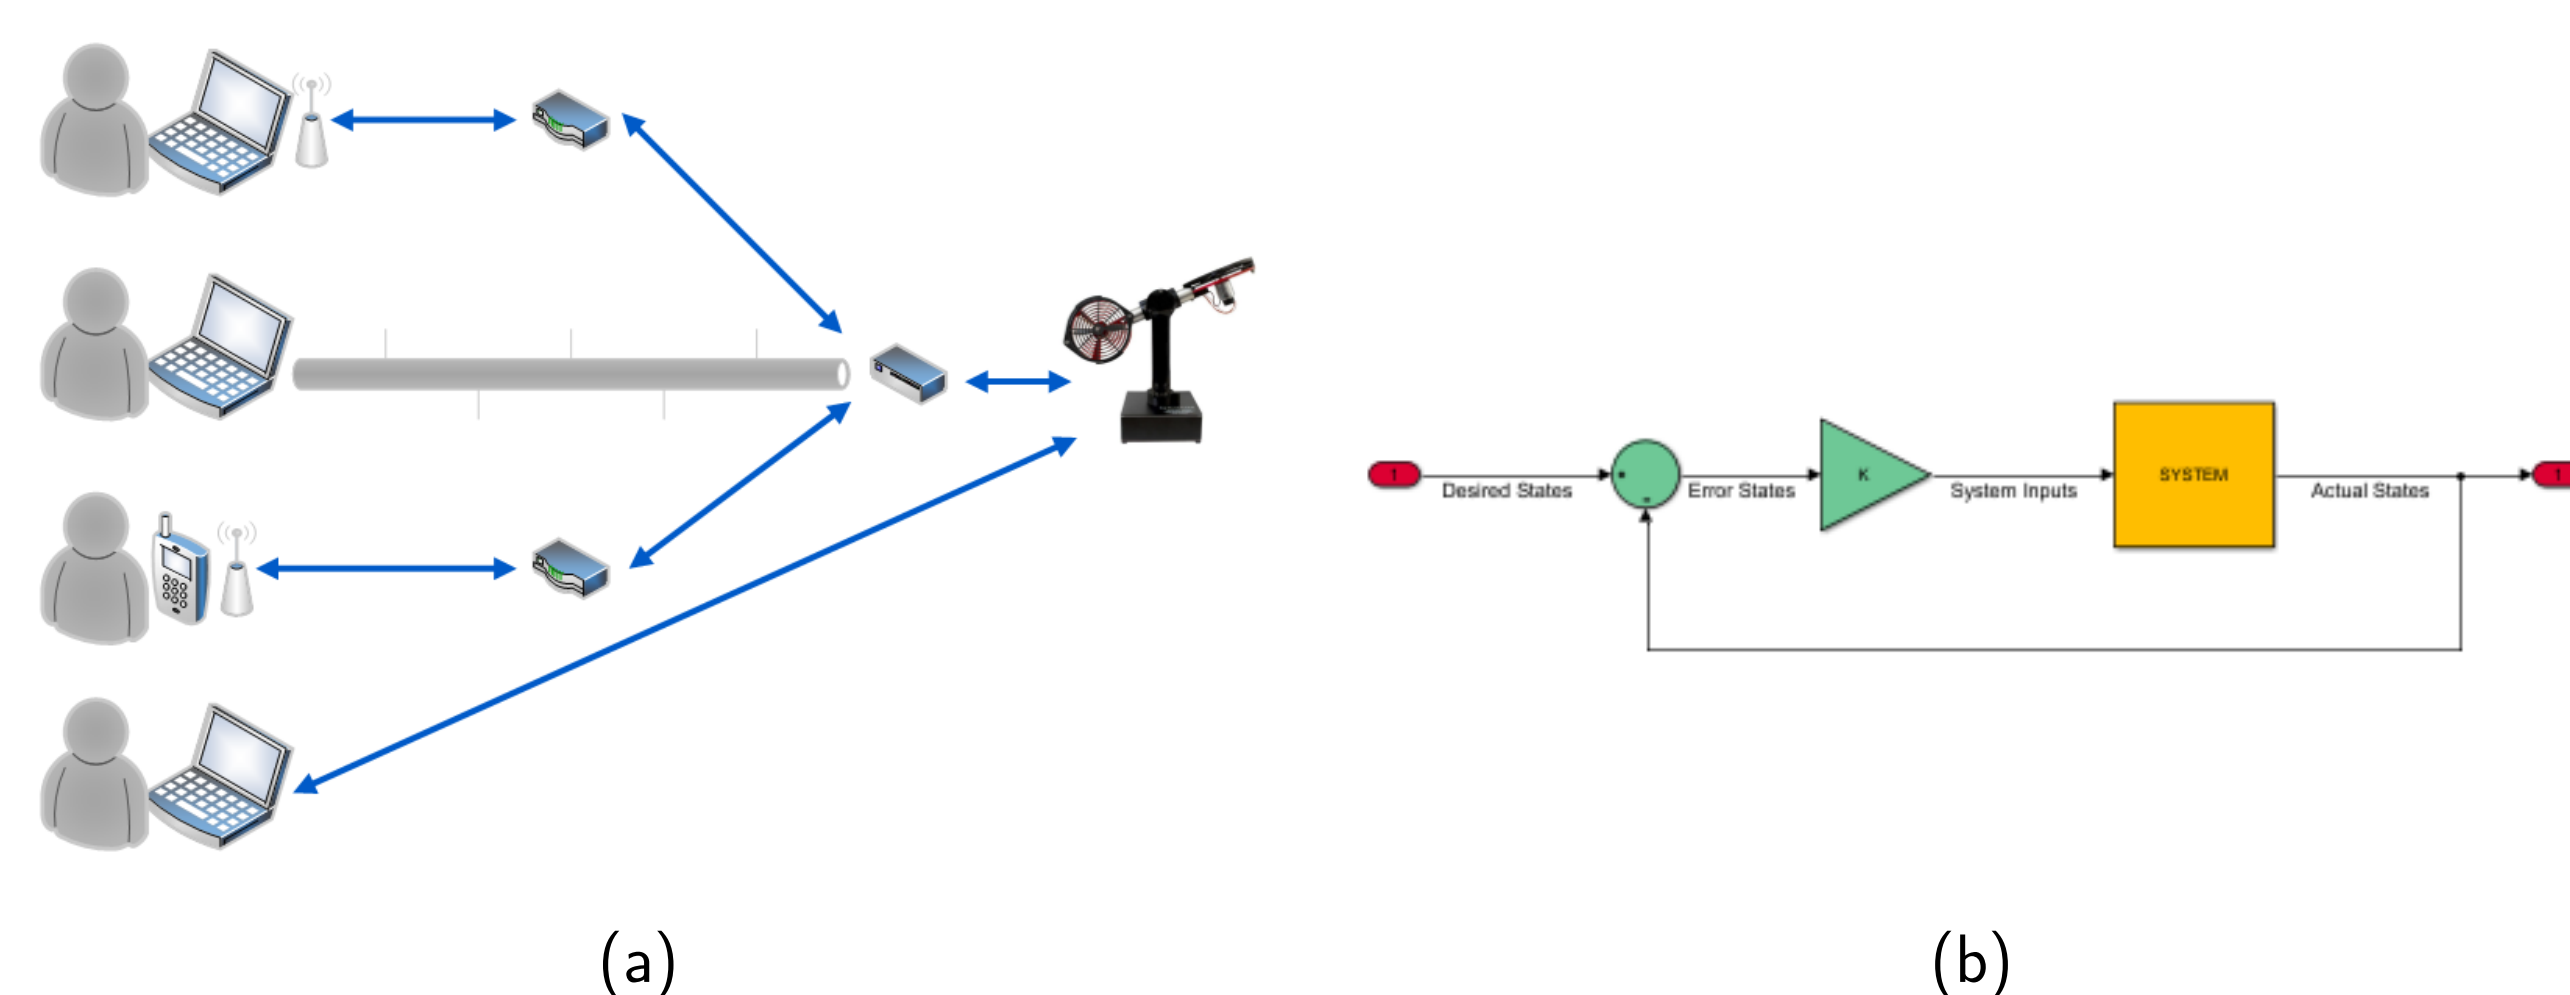 1
Desired States
Error States
K
System Inputs
SYSTEM
Actual States
1
(a)
(b)